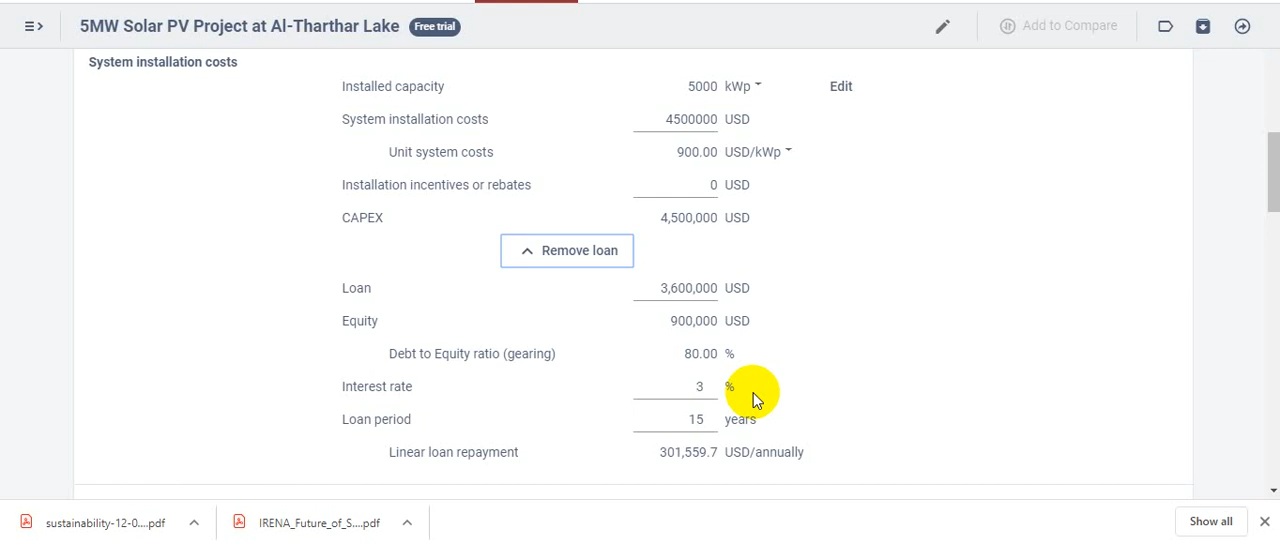 5MW Solar PV Project at Al-Tharthar Lake Free trial Add to Compare
System installation costs
Installed capacity 5000 kWp Edit
System installation costs 4500000 USD
Unit system costs 900.00 USD/kWp
Installation incentives or rebates 0 USD
CAPEX 4,500,000 USD
Remove loan
Loan 3,600,000 USD
Equity 900,000 USD
Debt to Equity ratio (gearing) 80.00 %
Interest rate 3 %
Loan period 15 years
Linear loan repayment 301,559.7 USD/annually
sustainability-12-0....pdf IRENA_Future_of_S....pdf Show all